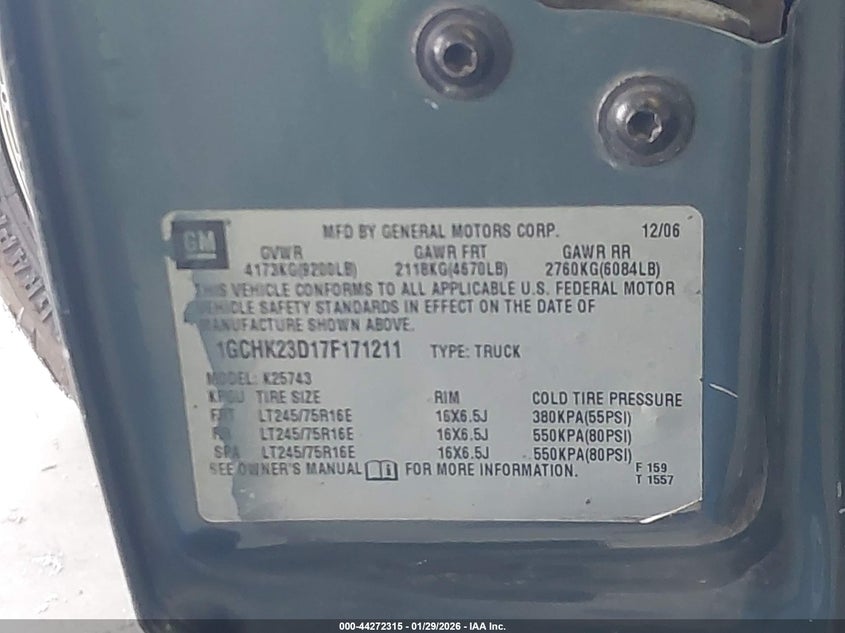 GM
MFD BY GENERAL MOTORS CORP. 12/06
GVWR GAWR FRT GAWR RR
4173KG(9200LB) 2118KG(4670LB) 2760KG(6084LB)
THIS VEHICLE CONFORMS TO ALL APPLICABLE U.S. FEDERAL MOTOR
VEHICLE SAFETY STANDARDS IN EFFECT ON THE DATE OF
MANUFACTURE SHOWN ABOVE.
1GCHK23D17F171211 TYPE: TRUCK
MODEL: K25743
TIRE SIZE RIM COLD TIRE PRESSURE
FRT LT245/75R16E 16X6.5J 380KPA(55PSI)
RR LT245/75R16E 16X6.5J 550KPA(80PSI)
SPA LT245/75R16E 16X6.5J 550KPA(80PSI)
SEE OWNER'S MANUAL FOR MORE INFORMATION.
F 159
T 1557
000-44272315 - 01/29/2026 - IAA Inc.